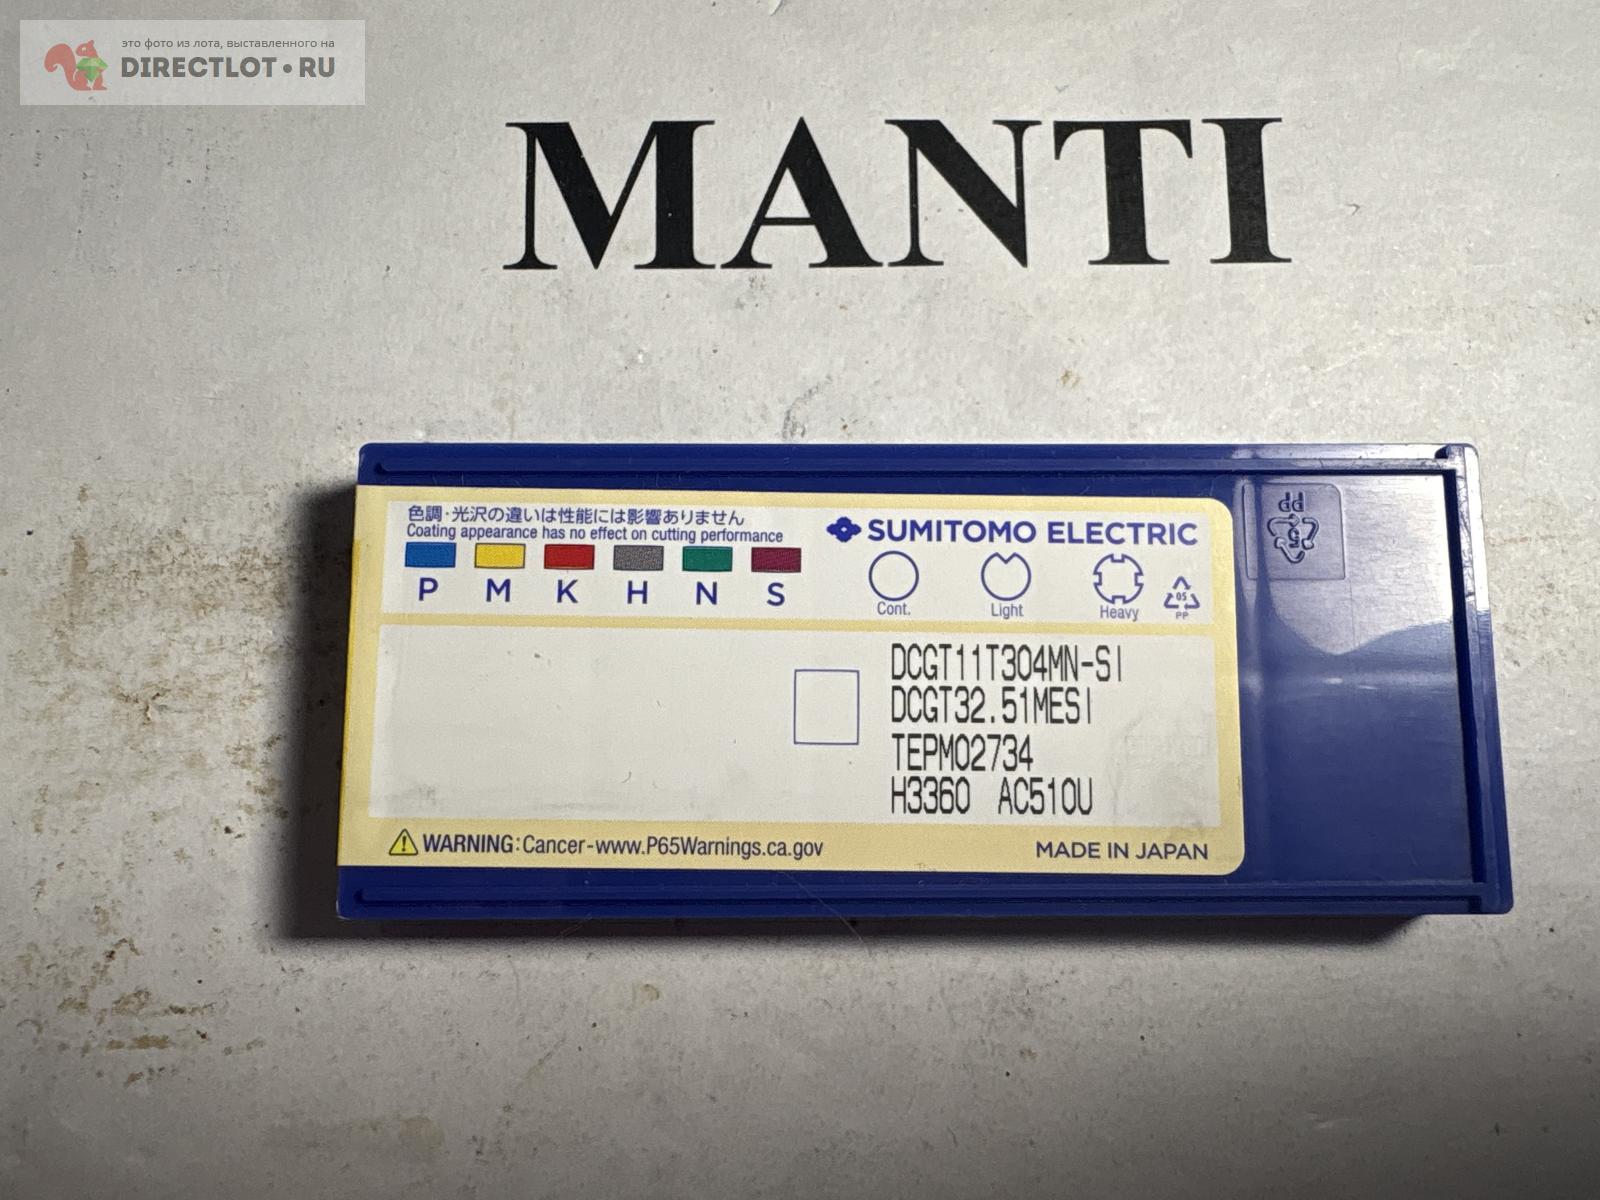 это фото из лота, выставленного на
DIRECTLOT•RU
MANTI
色調・光沢の違いは性能には影響ありません
Coating appearance has no effect on cutting performance
SUMITOMO ELECTRIC
P M K H N S
Cont. Light Heavy
05
PP
PP
5
DCGT11T304MN-SI
DCGT32.51MESI
TEPM02734
H3360 AC510U
WARNING: Cancer-www.P65Warnings.ca.gov
MADE IN JAPAN